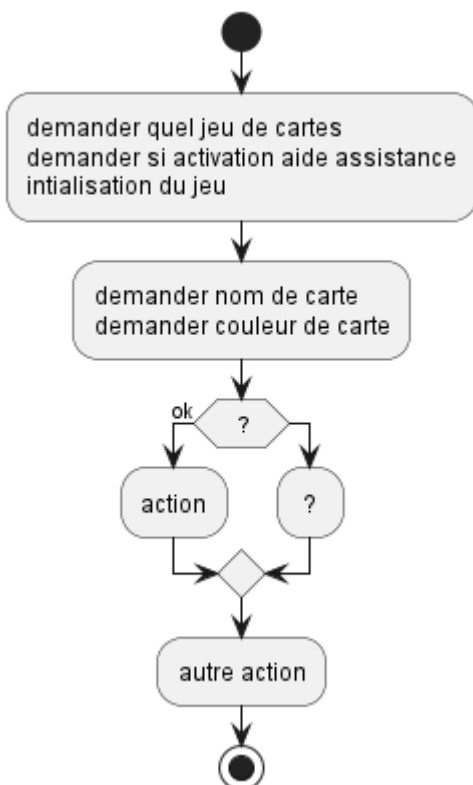 demander quel jeu de cartes
demander si activation aide assistance
intialisation du jeu
demander nom de carte
demander couleur de carte
ok
?
action
?
autre action